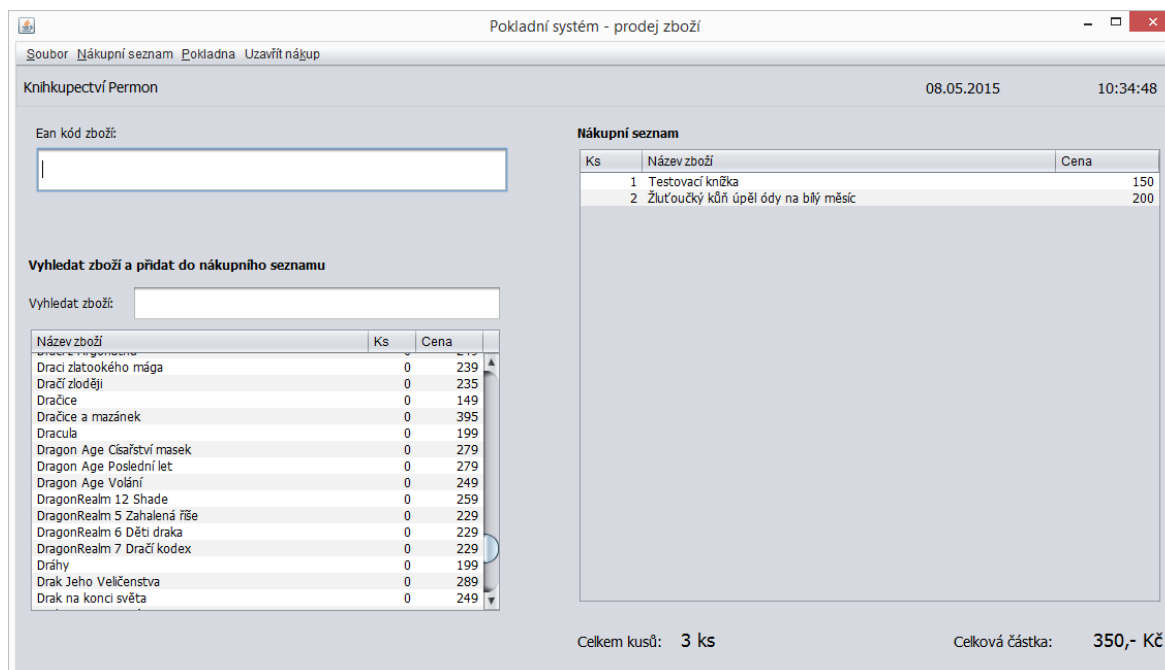 Pokladní systém - prodej zboží
Soubor Nákupní seznam Pokladna Uzavřít nákup
Knihkupectví Permon 08.05.2015 10:34:48
Ean kód zboží:
Vyhledat zboží a přidat do nákupního seznamu
Vyhledat zboží:
Název zboží Ks Cena
Draci zlatookého mága 0 239
Dračí zloději 0 235
Dračice 0 149
Dračice a mazánek 0 395
Dracula 0 199
Dragon Age Císařství masek 0 279
Dragon Age Poslední let 0 279
Dragon Age Volání 0 249
DragonRealm 12 Shade 0 259
DragonRealm 5 Zahalená říše 0 229
DragonRealm 6 Děti draka 0 229
DragonRealm 7 Dračí kodex 0 229
Dráhy 0 199
Drak Jeho Veličenstva 0 289
Drak na konci světa 0 249
Nákupní seznam
Ks Název zboží Cena
1 Testovací knížka 150
2 Žluťoučký kůň úpěl ódy na bílý měsíc 200
Celkem kusů: 3 ks Celková částka: 350,- Kč